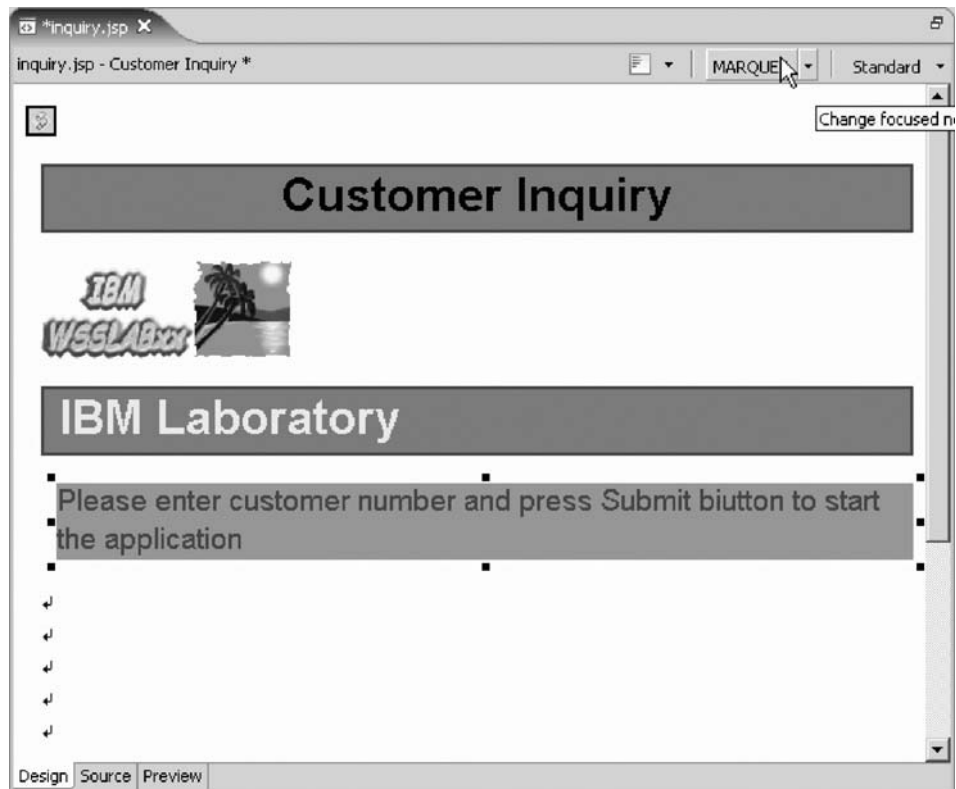 *inquiry.jsp
inquiry.jsp - Customer Inquiry *
MARQUE
Standard
Change focused
Customer Inquiry
IBM
WSSLABxx
IBM Laboratory
Please enter customer number and press Submit biutton to start
the application
Design Source Preview